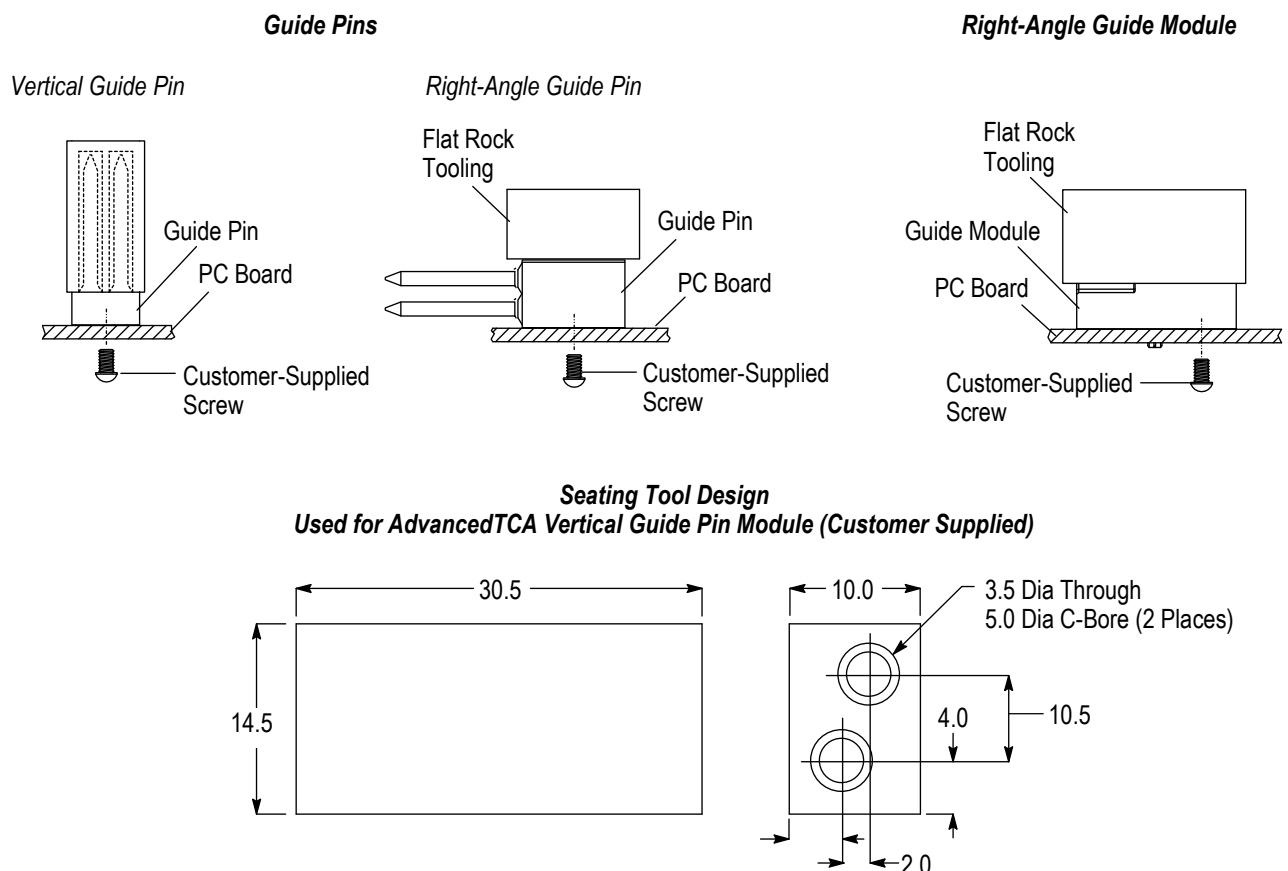 Guide Pins
Right-Angle Guide Module
Vertical Guide Pin
Right-Angle Guide Pin
Flat Rock
Tooling
Guide Pin
PC Board
Customer-Supplied
Screw
Guide Pin
PC Board
Customer-Supplied
Screw
Flat Rock
Tooling
Guide Module
PC Board
Customer-Supplied
Screw
Seating Tool Design
Used for AdvancedTCA Vertical Guide Pin Module (Customer Supplied)
30.5
14.5
10.0
3.5 Dia Through
5.0 Dia C-Bore (2 Places)
4.0
10.5
2.0